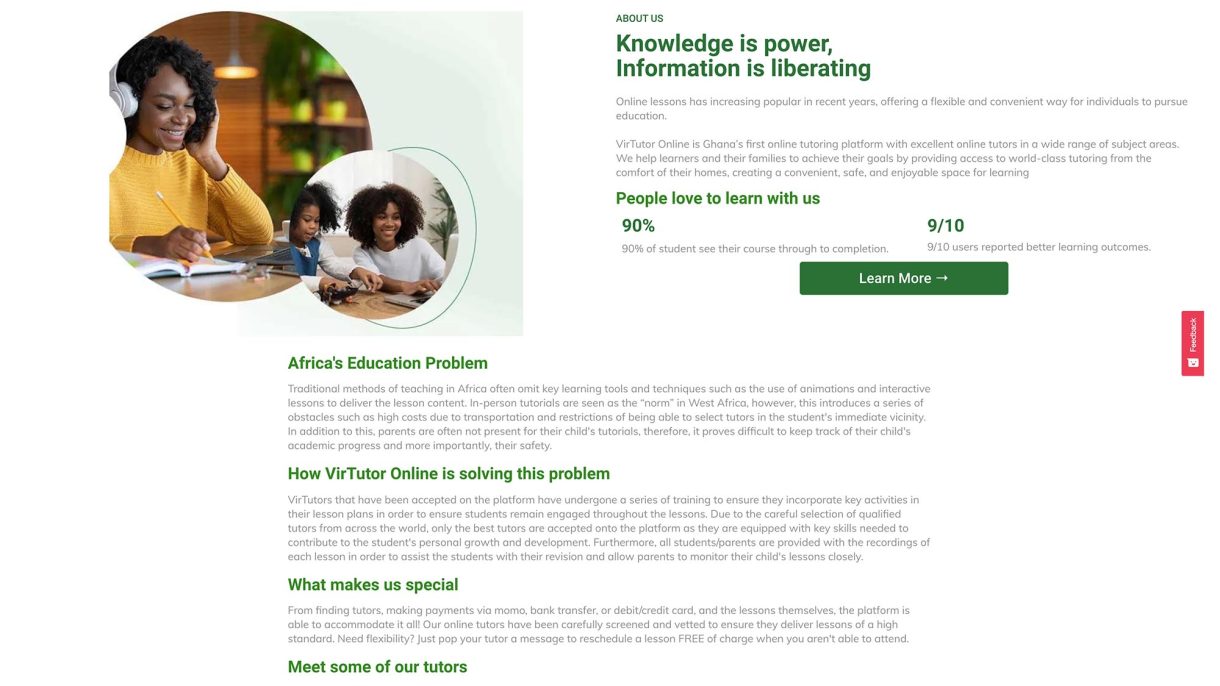 ABOUT US
Knowledge is power,
Information is liberating
Online lessons has increasing popular in recent years, offering a flexible and convenient way for individuals to pursue
education.
VirTutor Online is Ghana's first online tutoring platform with excellent online tutors in a wide range of subject areas.
We help learners and their families to achieve their goals by providing access to world-class tutoring from the
comfort of their homes, creating a convenient, safe, and enjoyable space for learning
People love to learn with us
90%
90% of student see their course through to completion.
9/10
9/10 users reported better learning outcomes.
Learn More →
Feedback
Africa's Education Problem
Traditional methods of teaching in Africa often omit key learning tools and techniques such as the use of animations and interactive
lessons to deliver the lesson content. In-person tutorials are seen as the “norm” in West Africa, however, this introduces a series of
obstacles such as high costs due to transportation and restrictions of being able to select tutors in the student's immediate vicinity.
In addition to this, parents are often not present for their child's tutorials, therefore, it proves difficult to keep track of their child's
academic progress and more importantly, their safety.
How VirTutor Online is solving this problem
VirTutors that have been accepted on the platform have undergone a series of training to ensure they incorporate key activities in
their lesson plans in order to ensure students remain engaged throughout the lessons. Due to the careful selection of qualified
tutors from across the world, only the best tutors are accepted onto the platform as they are equipped with key skills needed to
contribute to the student's personal growth and development. Furthermore, all students/parents are provided with the recordings of
each lesson in order to assist the students with their revision and allow parents to monitor their child's lessons closely.
What makes us special
From finding tutors, making payments via momo, bank transfer, or debit/credit card, and the lessons themselves, the platform is
able to accommodate it all! Our online tutors have been carefully screened and vetted to ensure they deliver lessons of a high
standard. Need flexibility? Just pop your tutor a message to reschedule a lesson FREE of charge when you aren't able to attend.
Meet some of our tutors